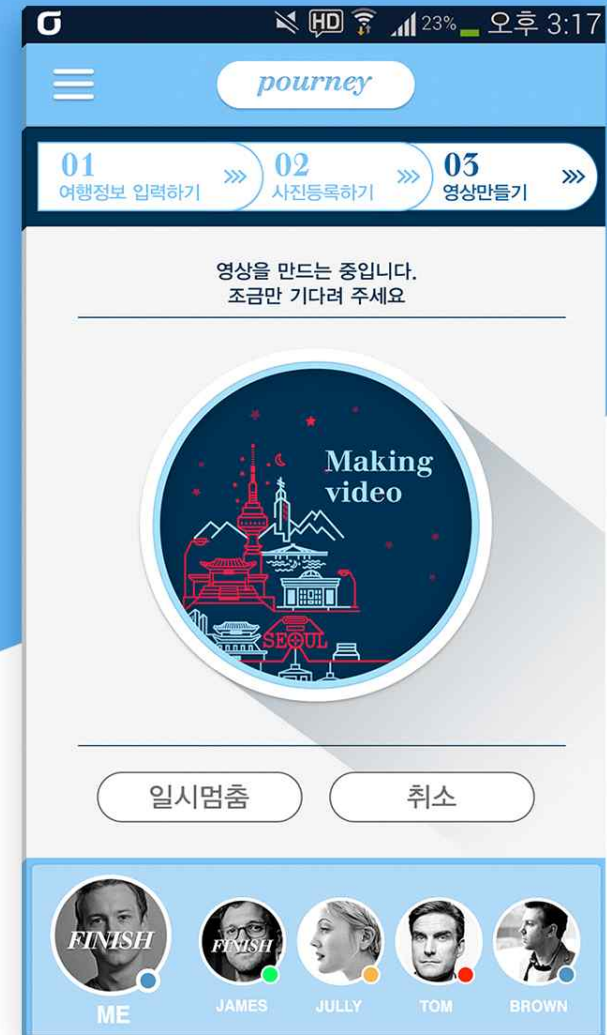 HD 23% 오후 3:17
pourney
01
여행정보 입력하기
02
사진등록하기
03
영상만들기
영상을 만드는 중입니다.
조금만 기다려 주세요
Making
video
SEOUL
일시멈춤
취소
FINISH
FINISH
ME
JAMES
JULLY
TOM
BROWN